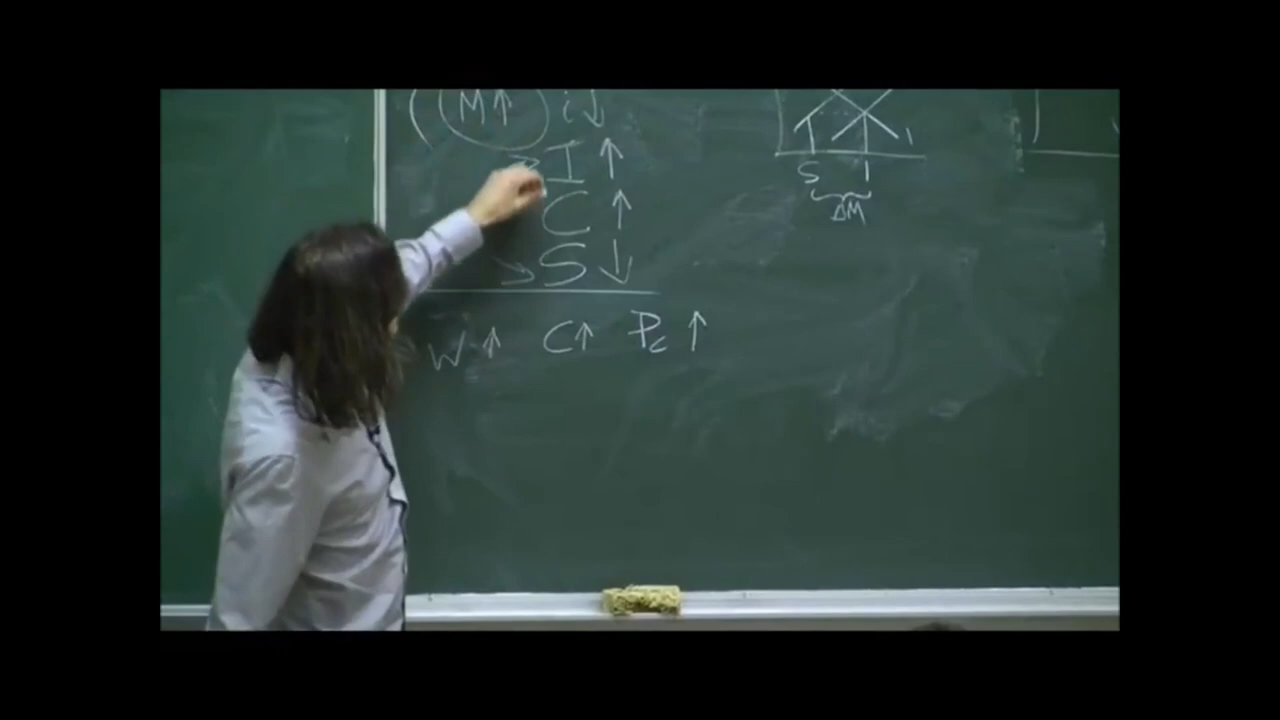 ( M↑ ) i↓
→ I ↑
C ↑
→ S ↓
W ↑ C ↑ Pc ↑
S I
ΔM